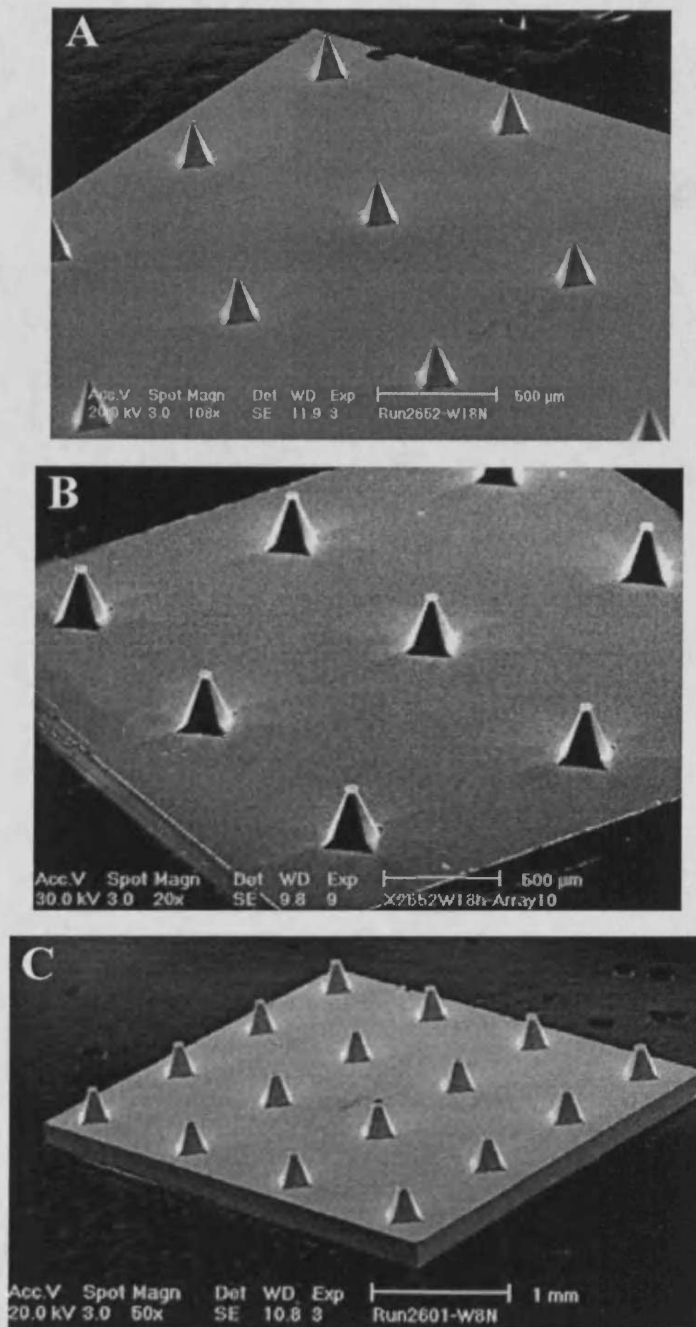 A
Acc.V Spot Magn Det WD Exp 500 µm
20.0 kV 3.0 108x SE 11.9 3 Run2652-W18N
B
Acc.V Spot Magn Det WD Exp 500 µm
30.0 kV 3.0 20x SE 9.8 9 X2652W18h-Array10
C
Acc.V Spot Magn Det WD Exp 1 mm
20.0 kV 3.0 50x SE 10.8 3 Run2601-W8N